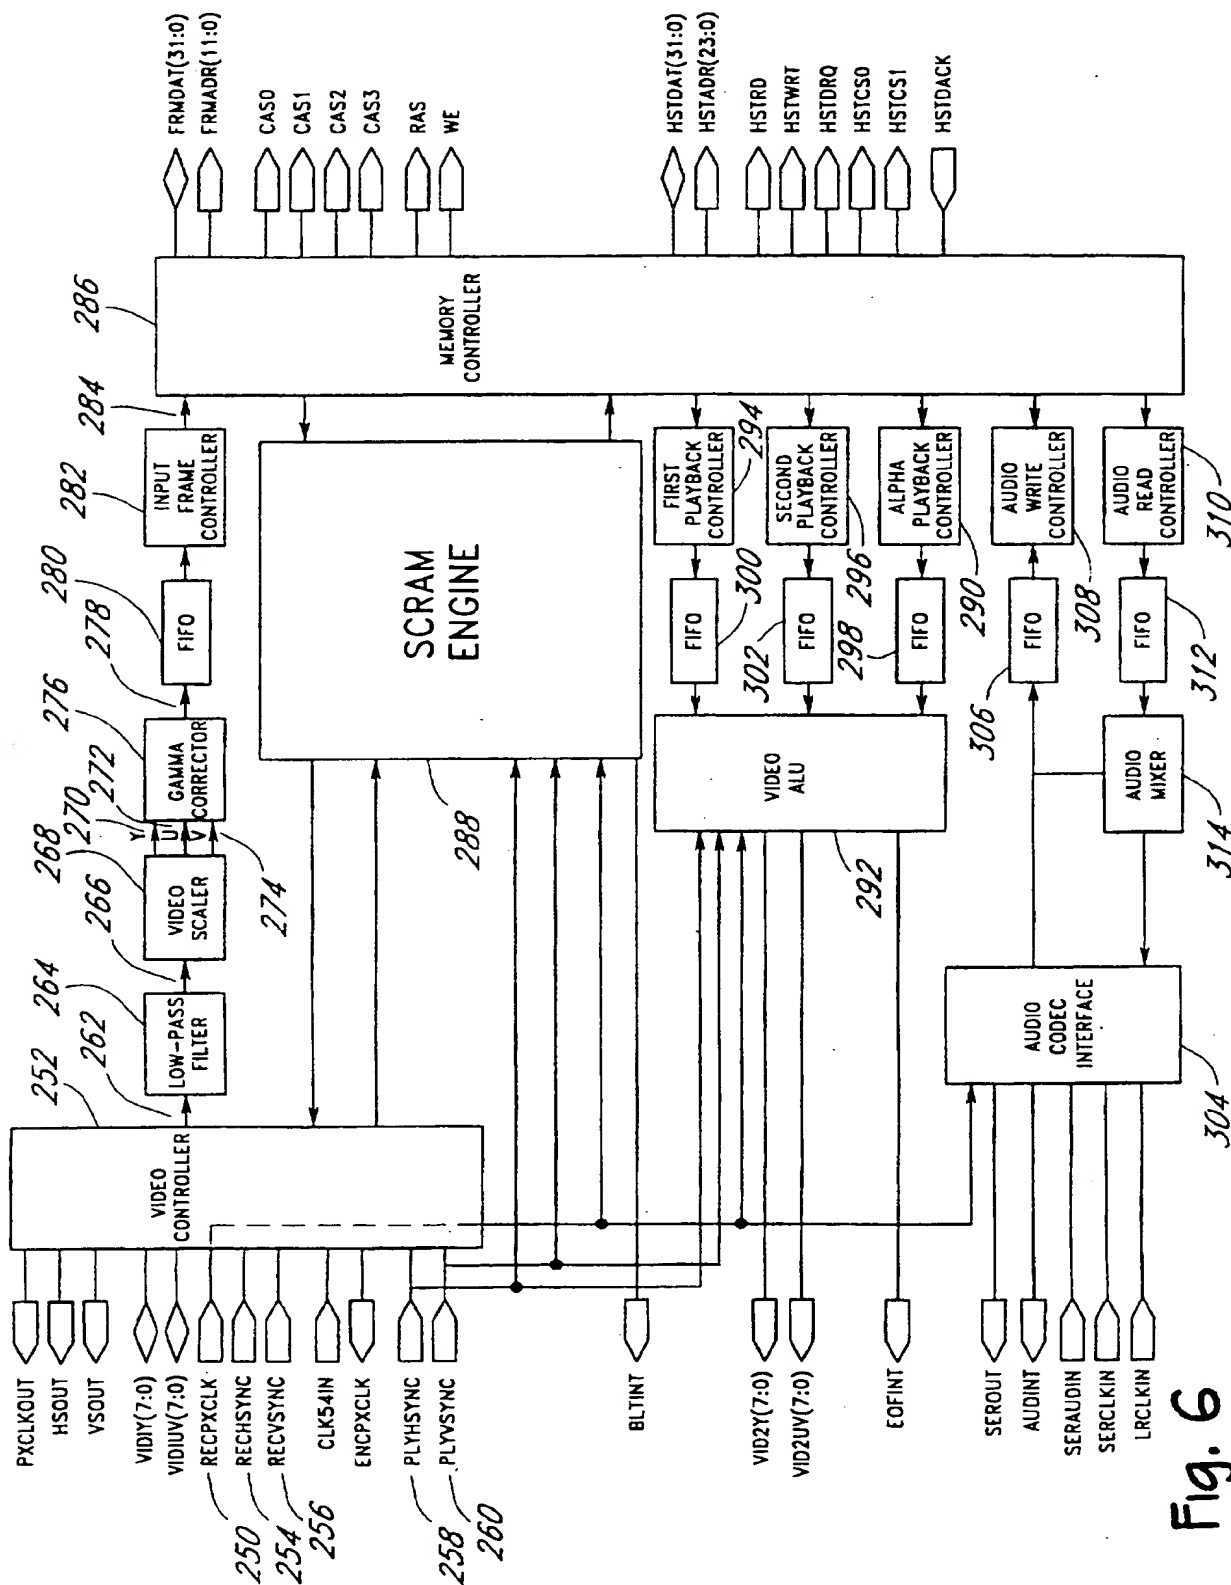 PXCLKOUT
HSOUT
VSOUT
VIDIY(7:0)
VIDIUV(7:0)
RECPXCLK
RECHSYNC
RECVSYNC
CLK54IN
ENCPXCLK
PLYHSYNC
PLYVSYNC
250
254
256
258
260
BLTINT
VID2Y(7:0)
VID2UV(7:0)
EOFINT
SEROUT
AUDINT
SERAUDIN
SERCLKIN
LRCLKIN
252
VIDEO
CONTROLLER
262
264
LOW-PASS
FILTER
266
268
VIDEO
SCALER
270
272
274
Y
U
V
276
GAMMA
CORRECTOR
278
280
FIFO
282
INPUT
FRAME
CONTROLLER
284
286
MEMORY
CONTROLLER
SCRAM
ENGINE
288
FIRST
PLAYBACK
CONTROLLER
294
SECOND
PLAYBACK
CONTROLLER
296
ALPHA
PLAYBACK
CONTROLLER
290
AUDIO
WRITE
CONTROLLER
308
AUDIO
READ
CONTROLLER
310
FIFO
300
FIFO
302
FIFO
298
FIFO
306
FIFO
312
VIDEO
ALU
292
AUDIO
MIXER
314
AUDIO
CODEC
INTERFACE
304
FRMDAT(31:0)
FRMADR(11:0)
CAS0
CAS1
CAS2
CAS3
RAS
WE
HSTDAT(31:0)
HSTADR(23:0)
HSTRD
HSTWRT
HSTDRQ
HSTCS0
HSTCS1
HSTDACK
Fig. 6